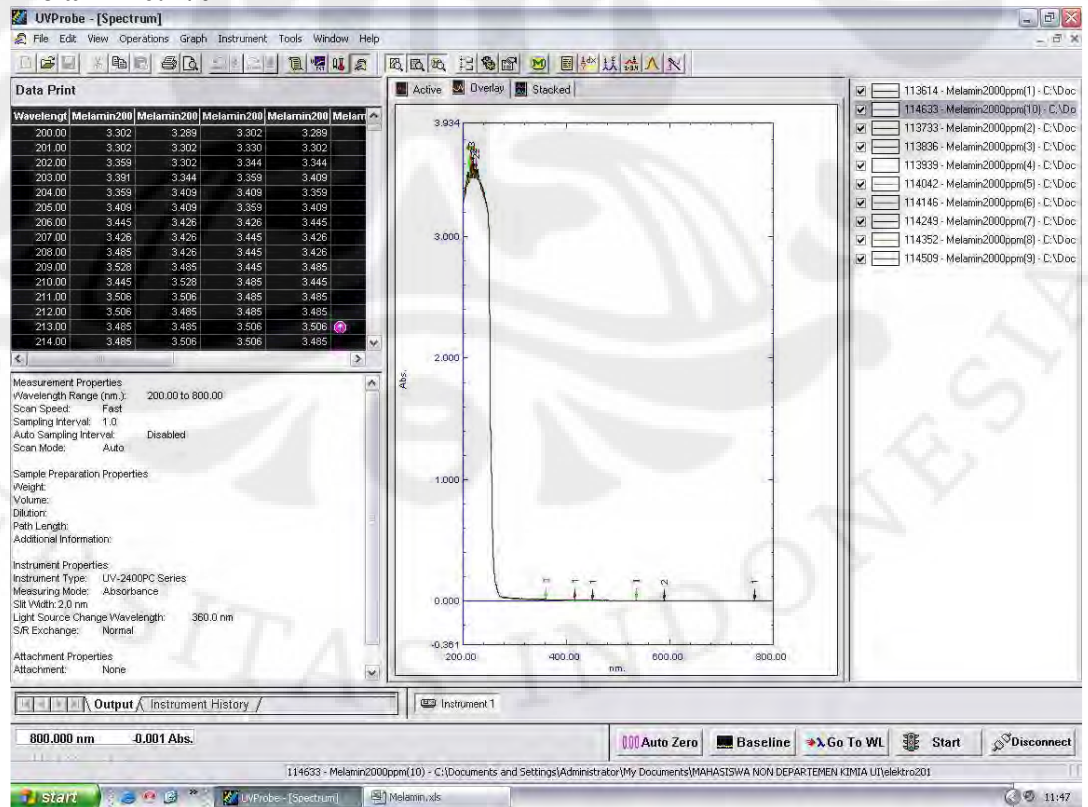 UVProbe - [Spectrum]
File Edit View Operations Graph Instrument Tools Window Help
Data Print
Wavelengt Melamin200 Melamin200 Melamin200 Melamin200 Melam
200.00 3.302 3.289 3.302 3.289
201.00 3.302 3.302 3.330 3.302
202.00 3.359 3.302 3.344 3.344
203.00 3.391 3.344 3.359 3.409
204.00 3.359 3.409 3.409 3.359
205.00 3.409 3.409 3.359 3.409
206.00 3.445 3.426 3.426 3.445
207.00 3.426 3.426 3.445 3.426
208.00 3.485 3.426 3.445 3.426
209.00 3.528 3.485 3.445 3.485
210.00 3.445 3.528 3.485 3.445
211.00 3.506 3.506 3.485 3.485
212.00 3.506 3.485 3.485 3.485
213.00 3.485 3.485 3.506 3.506
214.00 3.485 3.506 3.506 3.485
Measurement Properties
Wavelength Range (nm.): 200.00 to 800.00
Scan Speed: Fast
Sampling Interval: 1.0
Auto Sampling Interval: Disabled
Scan Mode: Auto
Sample Preparation Properties
Weight:
Volume:
Dilution:
Path Length:
Additional Information:
Instrument Properties
Instrument Type: UV-2400PC Series
Measuring Mode: Absorbance
Slit Width: 2.0 nm
Light Source Change Wavelength: 360.0 nm
S/R Exchange: Normal
Attachment Properties
Attachment: None
Output Instrument History
Active Overlay Stacked
3.934
3.000
2.000
1.000
0.000
-0.361
Abs.
1 1 1 1 2 1
200.00 400.00 600.00 800.00
nm.
Instrument 1
113614 - Melamin2000ppm(1) - C:\Doc
114633 - Melamin2000ppm(10) - C:\Do
113733 - Melamin2000ppm(2) - C:\Doc
113836 - Melamin2000ppm(3) - C:\Doc
113939 - Melamin2000ppm(4) - C:\Doc
114042 - Melamin2000ppm(5) - C:\Doc
114146 - Melamin2000ppm(6) - C:\Doc
114249 - Melamin2000ppm(7) - C:\Doc
114352 - Melamin2000ppm(8) - C:\Doc
114509 - Melamin2000ppm(9) - C:\Doc
800.000 nm -0.001 Abs.
Auto Zero Baseline Go To WL Start Disconnect
114633 - Melamin2000ppm(10) - C:\Documents and Settings\Administrator\My Documents\MAHASISWA NON DEPARTEMEN KIMIA UI\elektro201
start UVProbe - [Spectrum] Melamin.xls 11:47
SITAS INDONESIA